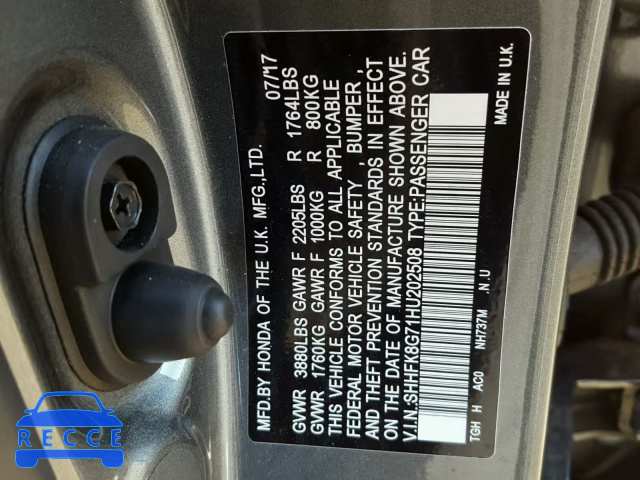 MFD.BY HONDA OF THE U.K. MFG.,LTD. 07/17
GVWR 3880LBS GAWR F 2205LBS R 1764LBS
GVWR 1760KG GAWR F 1000KG R 800KG
THIS VEHICLE CONFORMS TO ALL APPLICABLE
FEDERAL MOTOR VEHICLE SAFETY , BUMPER ,
AND THEFT PREVENTION STANDARDS IN EFFECT
ON THE DATE OF MANUFACTURE SHOWN ABOVE.
V.I.N.:SHHFK8G71HU202508 TYPE:PASSENGER CAR
TGH H AC0 NH737M .N.U MADE IN U.K.
RECCE